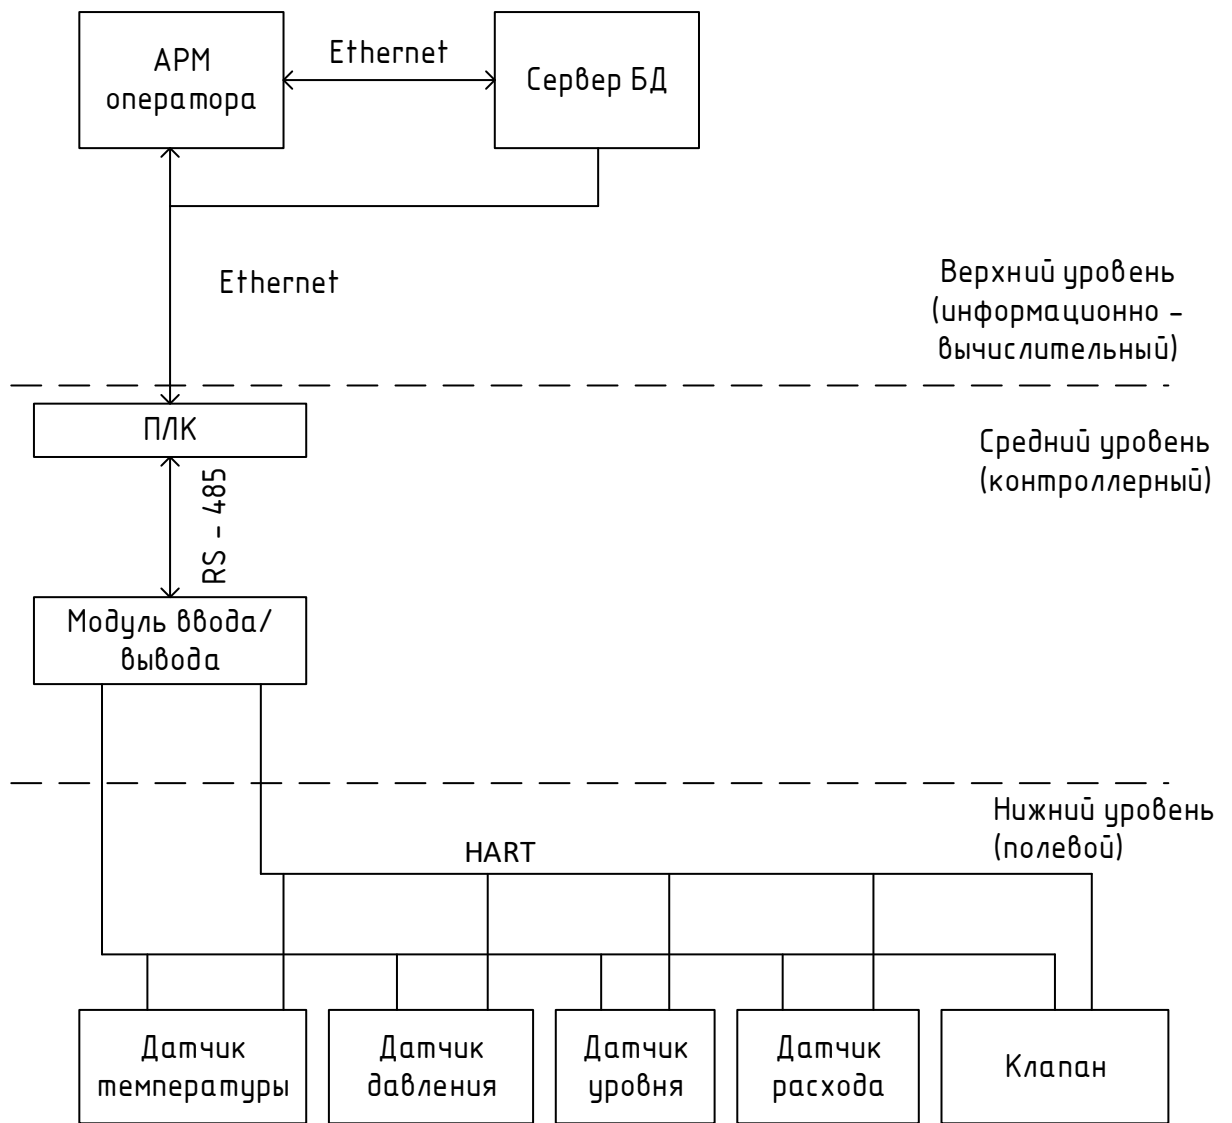 АРМ
оператора
Ethernet
Сервер БД
Ethernet
Верхний уровень
(информационно –
вычислительный)
ПЛК
Средний уровень
(контроллерный)
RS – 485
Модуль ввода/
вывода
Нижний уровень
(полевой)
HART
Датчик
температуры
Датчик
давления
Датчик
уровня
Датчик
расхода
Клапан